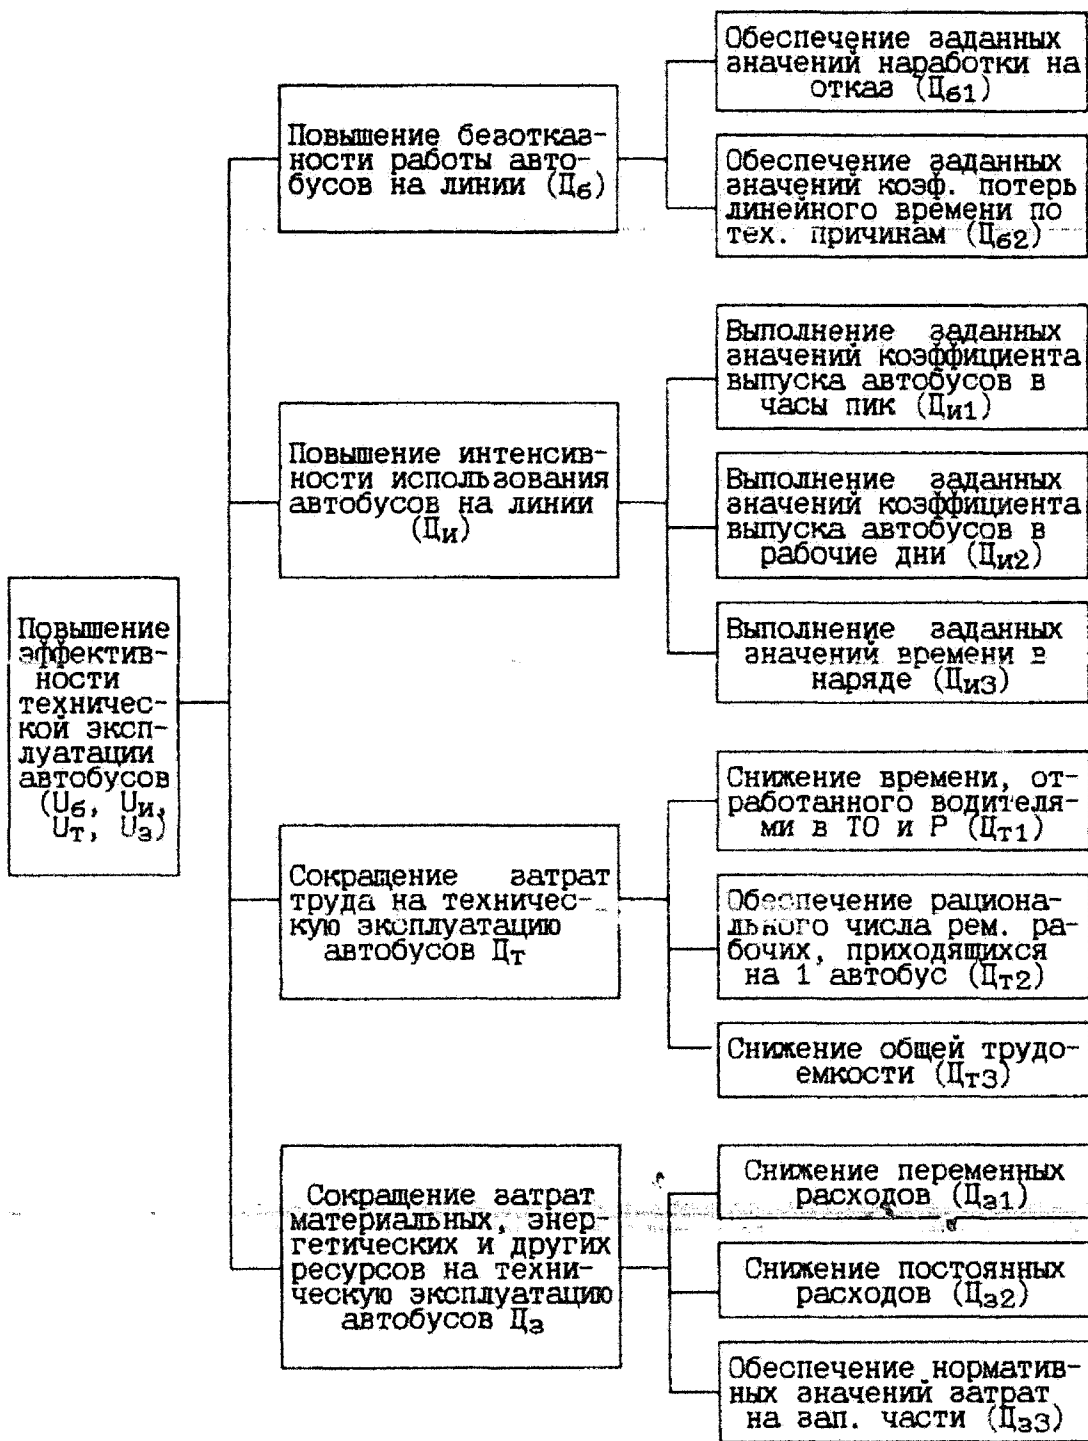 Повышение
эффектив-
ности
техничес-
кой эксп-
луатации
автобусов
(Uб, Uи,
Uт, Uз)
Повышение безотказ-
ности работы авто-
бусов на линии (Цб)
Обеспечение заданных
значений наработки на
отказ (Цб1)
Обеспечение заданных
значений коэф. потерь
линейного времени по
тех. причинам (Цб2)
Повышение интенсив-
ности использования
автобусов на линии
(Ци)
Выполнение заданных
значений коэффициента
выпуска автобусов в
часы пик (Ци1)
Выполнение заданных
значений коэффициента
выпуска автобусов в
рабочие дни (Ци2)
Выполнение заданных
значений времени в
наряде (Ци3)
Сокращение затрат
труда на техничес-
кую эксплуатацию
автобусов Цт
Снижение времени, от-
работанного водителя-
ми в ТО и Р (Цт1)
Обеспечение рациона-
льного числа рем. ра-
бочих, приходящихся
на 1 автобус (Цт2)
Снижение общей трудо-
емкости (Цт3)
Сокращение затрат
материальных, энер-
гетических и других
ресурсов на техни-
ческую эксплуатацию
автобусов Цз
Снижение переменных
расходов (Цз1)
Снижение постоянных
расходов (Цз2)
Обеспечение норматив-
ных значений затрат
на зап. части (Цз3)